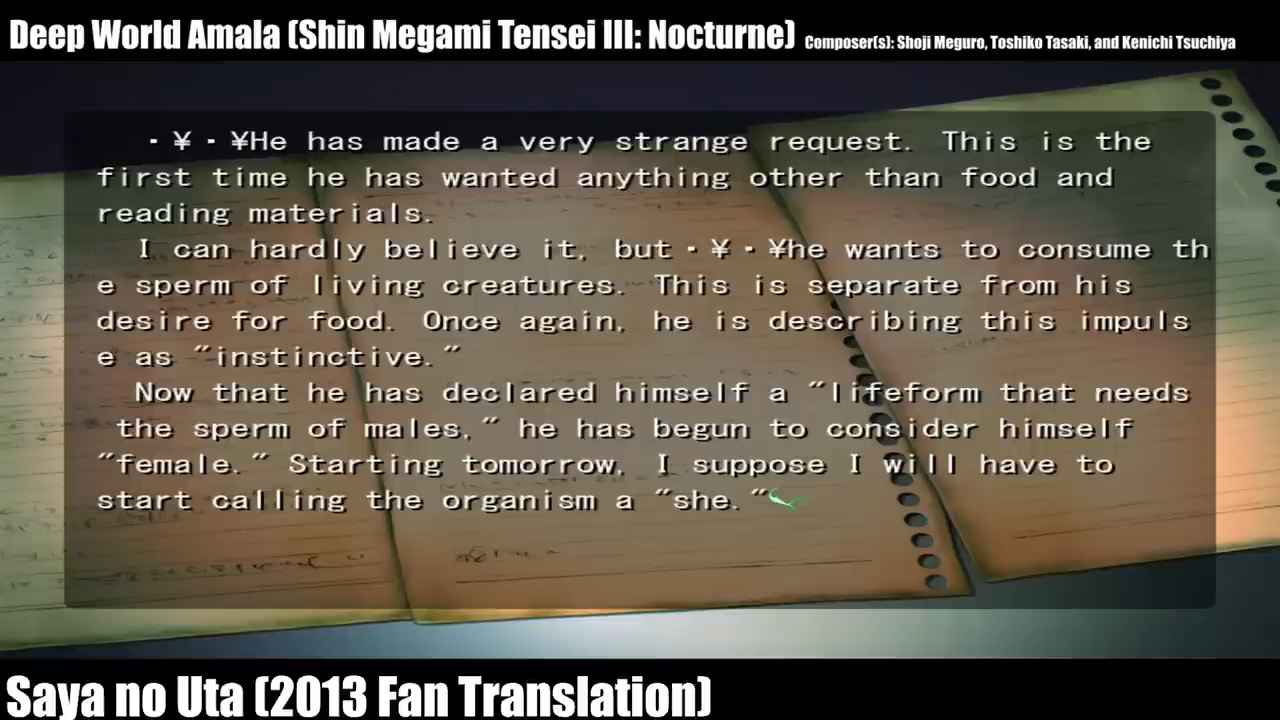 Deep World Amala (Shin Megami Tensei III: Nocturne) Composer(s): Shoji Meguro, Toshiko Tasaki, and Kenichi Tsuchiya
・¥・¥He has made a very strange request. This is the
first time he has wanted anything other than food and
reading materials.
I can hardly believe it, but・¥・¥he wants to consume th
e sperm of living creatures. This is separate from his
desire for food. Once again, he is describing this impuls
e as "instinctive."
Now that he has declared himself a "lifeform that needs
the sperm of males," he has begun to consider himself
"female." Starting tomorrow, I suppose I will have to
start calling the organism a "she."
Saya no Uta (2013 Fan Translation)